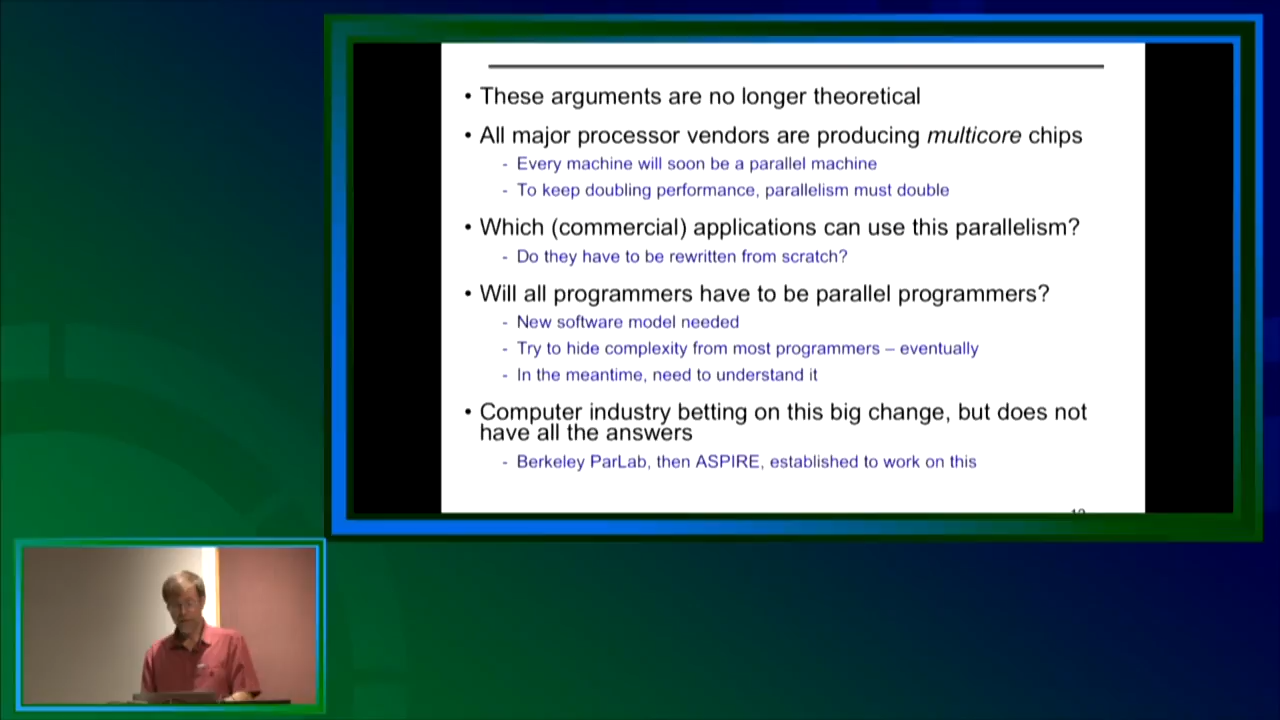 • These arguments are no longer theoretical
• All major processor vendors are producing multicore chips
- Every machine will soon be a parallel machine
- To keep doubling performance, parallelism must double
• Which (commercial) applications can use this parallelism?
- Do they have to be rewritten from scratch?
• Will all programmers have to be parallel programmers?
- New software model needed
- Try to hide complexity from most programmers – eventually
- In the meantime, need to understand it
• Computer industry betting on this big change, but does not
have all the answers
- Berkeley ParLab, then ASPIRE, established to work on this